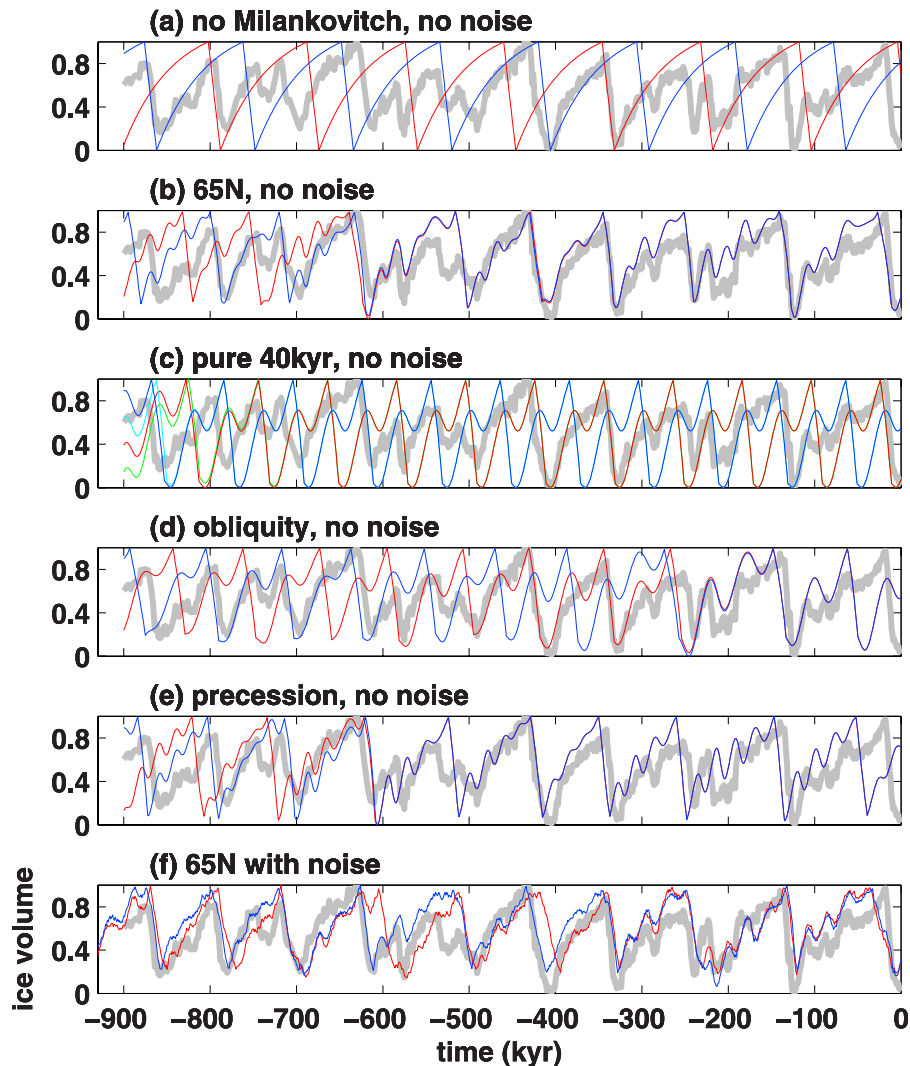 (a) no Milankovitch, no noise
0.8
0.4
0
(b) 65N, no noise
0.8
0.4
0
(c) pure 40kyr, no noise
0.8
0.4
0
(d) obliquity, no noise
0.8
0.4
0
(e) precession, no noise
0.8
0.4
0
(f) 65N with noise
0.8
0.4
0
ice volume
−900 −800 −700 −600 −500 −400 −300 −200 −100 0
time (kyr)